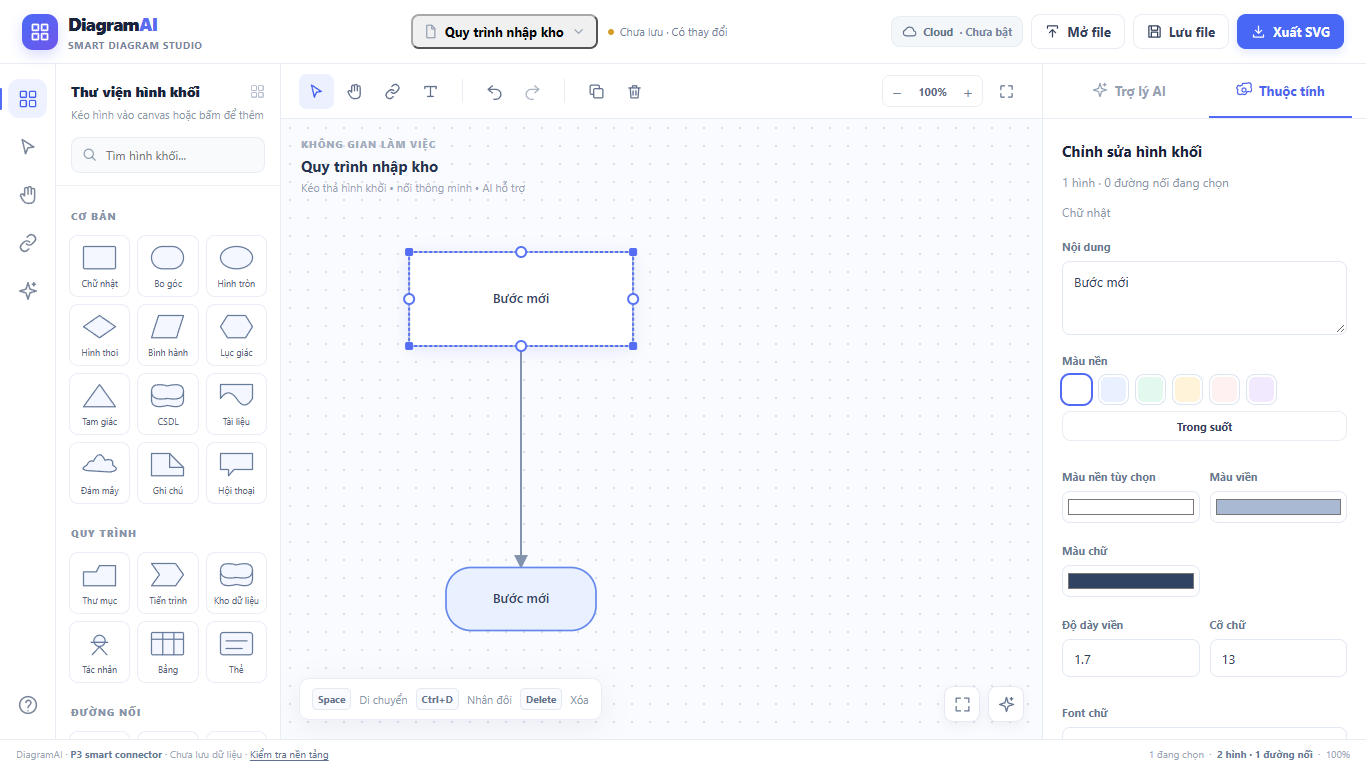 DiagramAI
SMART DIAGRAM STUDIO
Quy trình nhập kho
Chưa lưu · Có thay đổi
Cloud · Chưa bật
Mở file
Lưu file
Xuất SVG
Thư viện hình khối
Kéo hình vào canvas hoặc bấm để thêm
Tìm hình khối...
CƠ BẢN
Chữ nhật
Bo góc
Hình tròn
Hình thoi
Bình hành
Lục giác
Tam giác
CSDL
Tài liệu
Đám mây
Ghi chú
Hội thoại
QUY TRÌNH
Thư mục
Tiến trình
Kho dữ liệu
Tác nhân
Bảng
Thẻ
ĐƯỜNG NỐI
− 100% +
KHÔNG GIAN LÀM VIỆC
Quy trình nhập kho
Kéo thả hình khối • nối thông minh • AI hỗ trợ
Bước mới
Bước mới
Space Di chuyển Ctrl+D Nhân đôi Delete Xóa
Trợ lý AI
Thuộc tính
Chỉnh sửa hình khối
1 hình · 0 đường nối đang chọn
Chữ nhật
Nội dung
Bước mới
Màu nền
Trong suốt
Màu nền tùy chọn
Màu viền
Màu chữ
Độ dày viền
Cỡ chữ
1.7
13
Font chữ
DiagramAI · P3 smart connector · Chưa lưu dữ liệu · Kiểm tra nền tảng
1 đang chọn · 2 hình · 1 đường nối · 100%